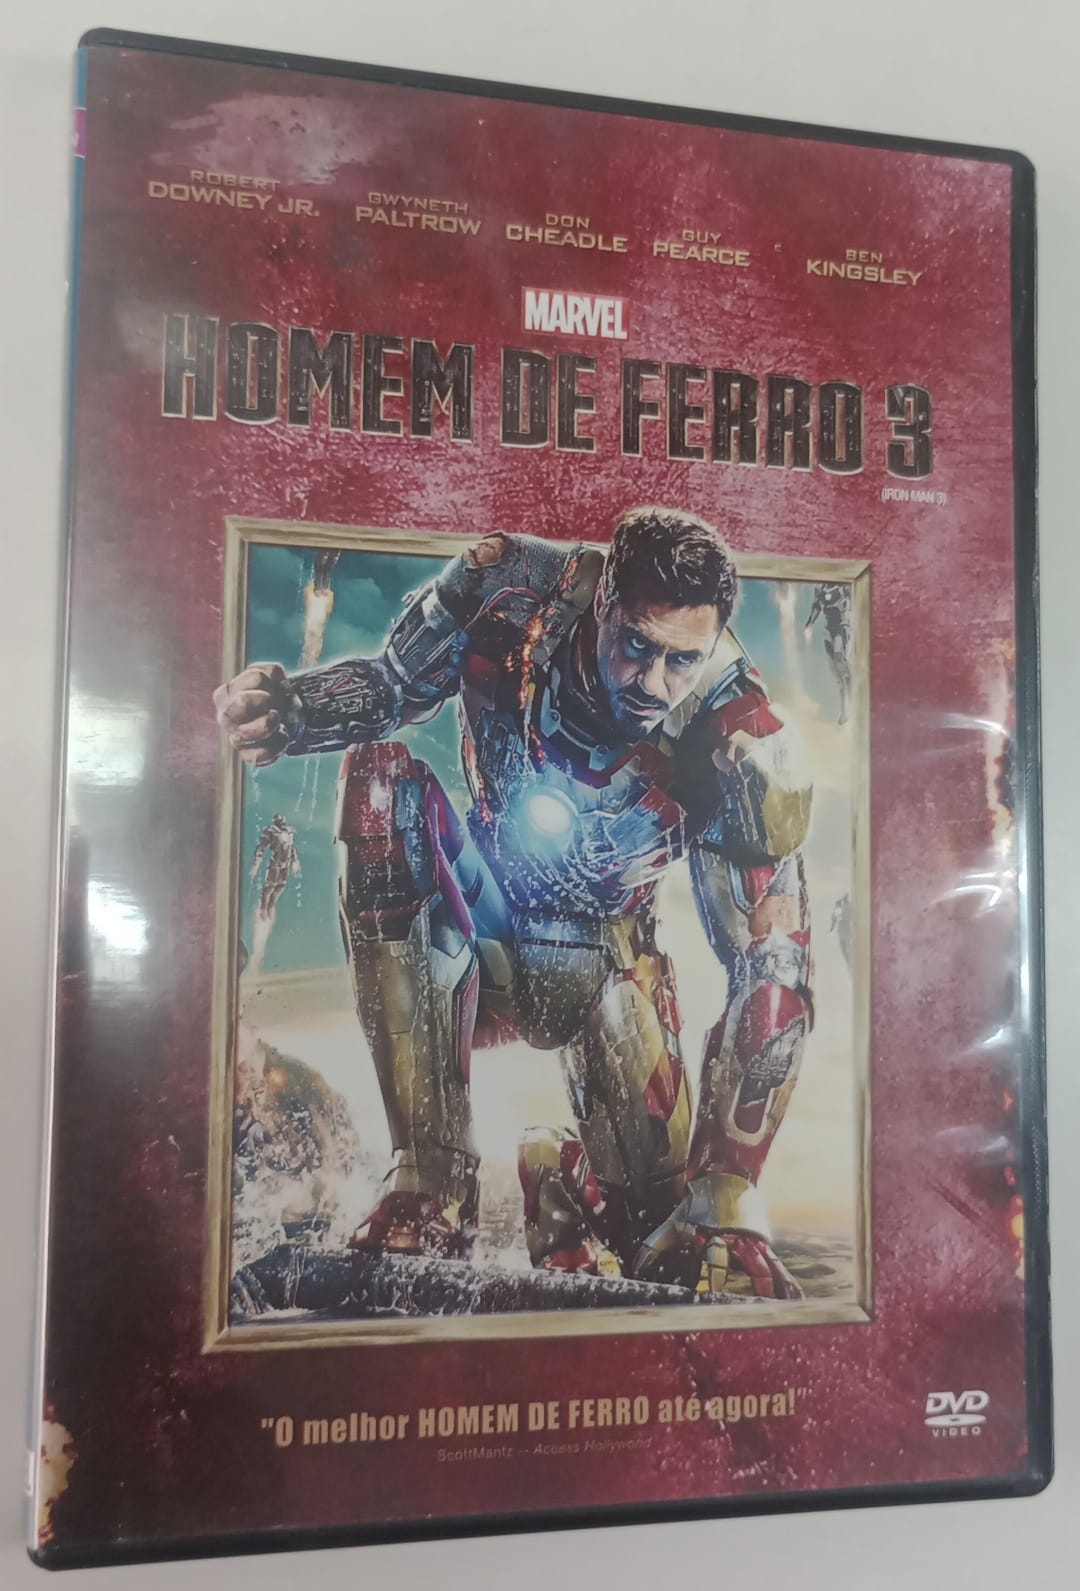 ROBERT
DOWNEY JR.
GWYNETH
PALTROW
DON
CHEADLE
GUY
PEARCE
E
BEN
KINGSLEY
MARVEL
HOMEM DE FERRO 3
(IRON MAN 3)
"O melhor HOMEM DE FERRO até agora!"
ScottMantz -- Access Hollywood
DVD
VIDEO